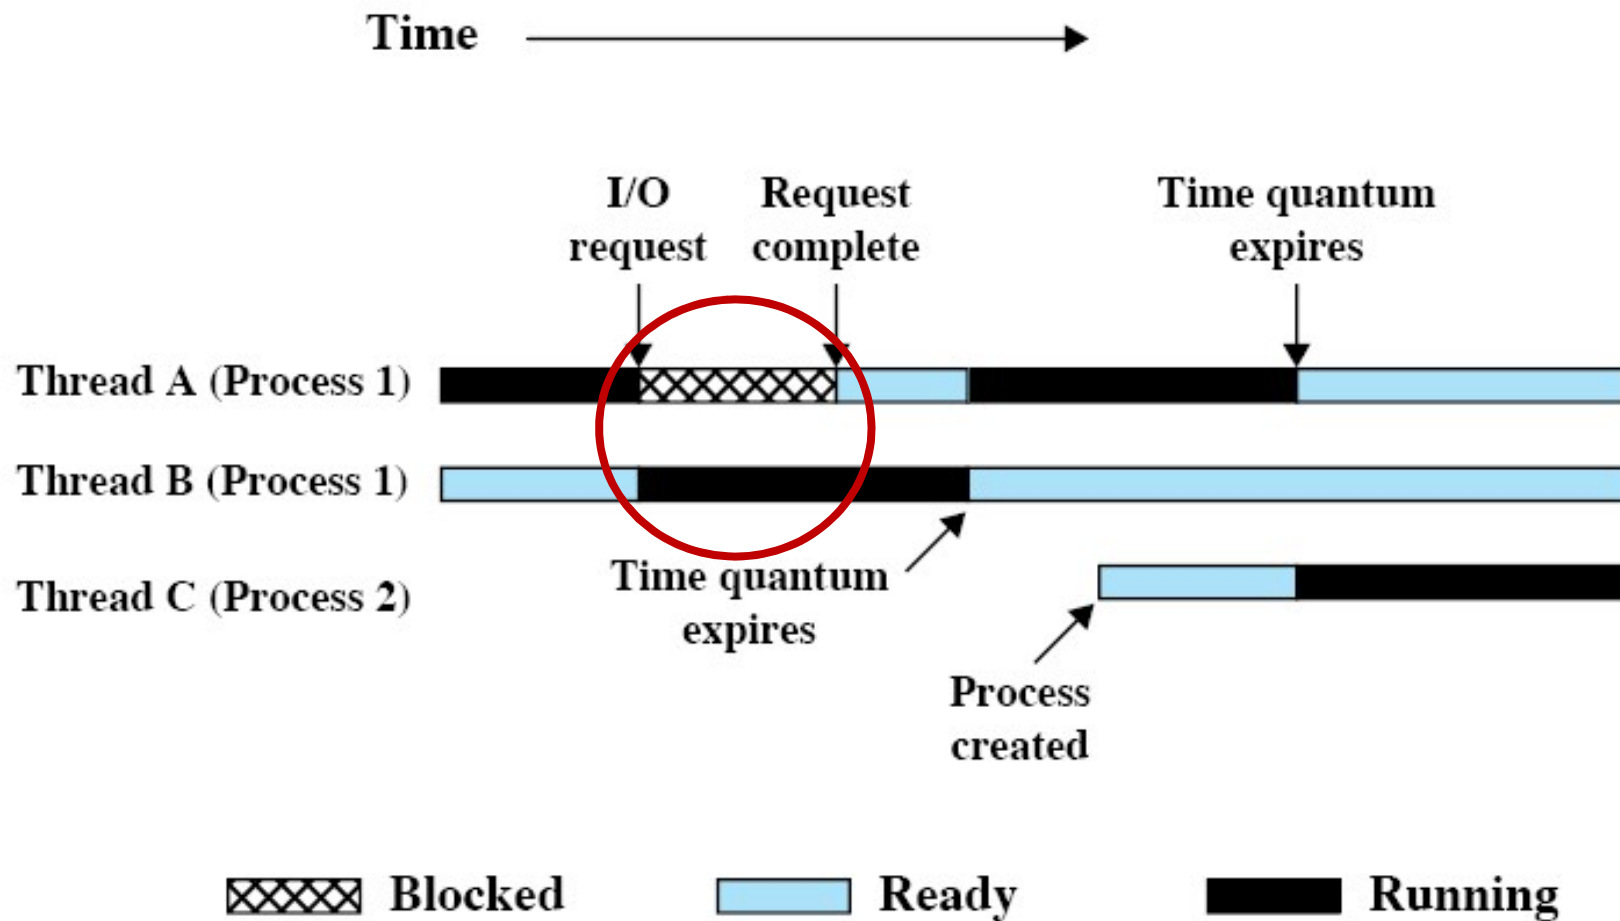 Time
I/O
request
Request
complete
Time quantum
expires
Thread A (Process 1)
Thread B (Process 1)
Time quantum
expires
Thread C (Process 2)
Process
created
Blocked
Ready
Running